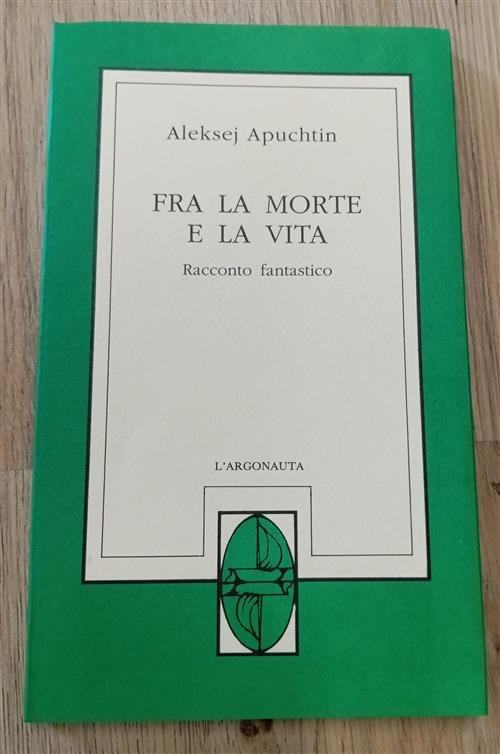 Aleksej Apuchtin
FRA LA MORTE
E LA VITA
Racconto fantastico
L'ARGONAUTA